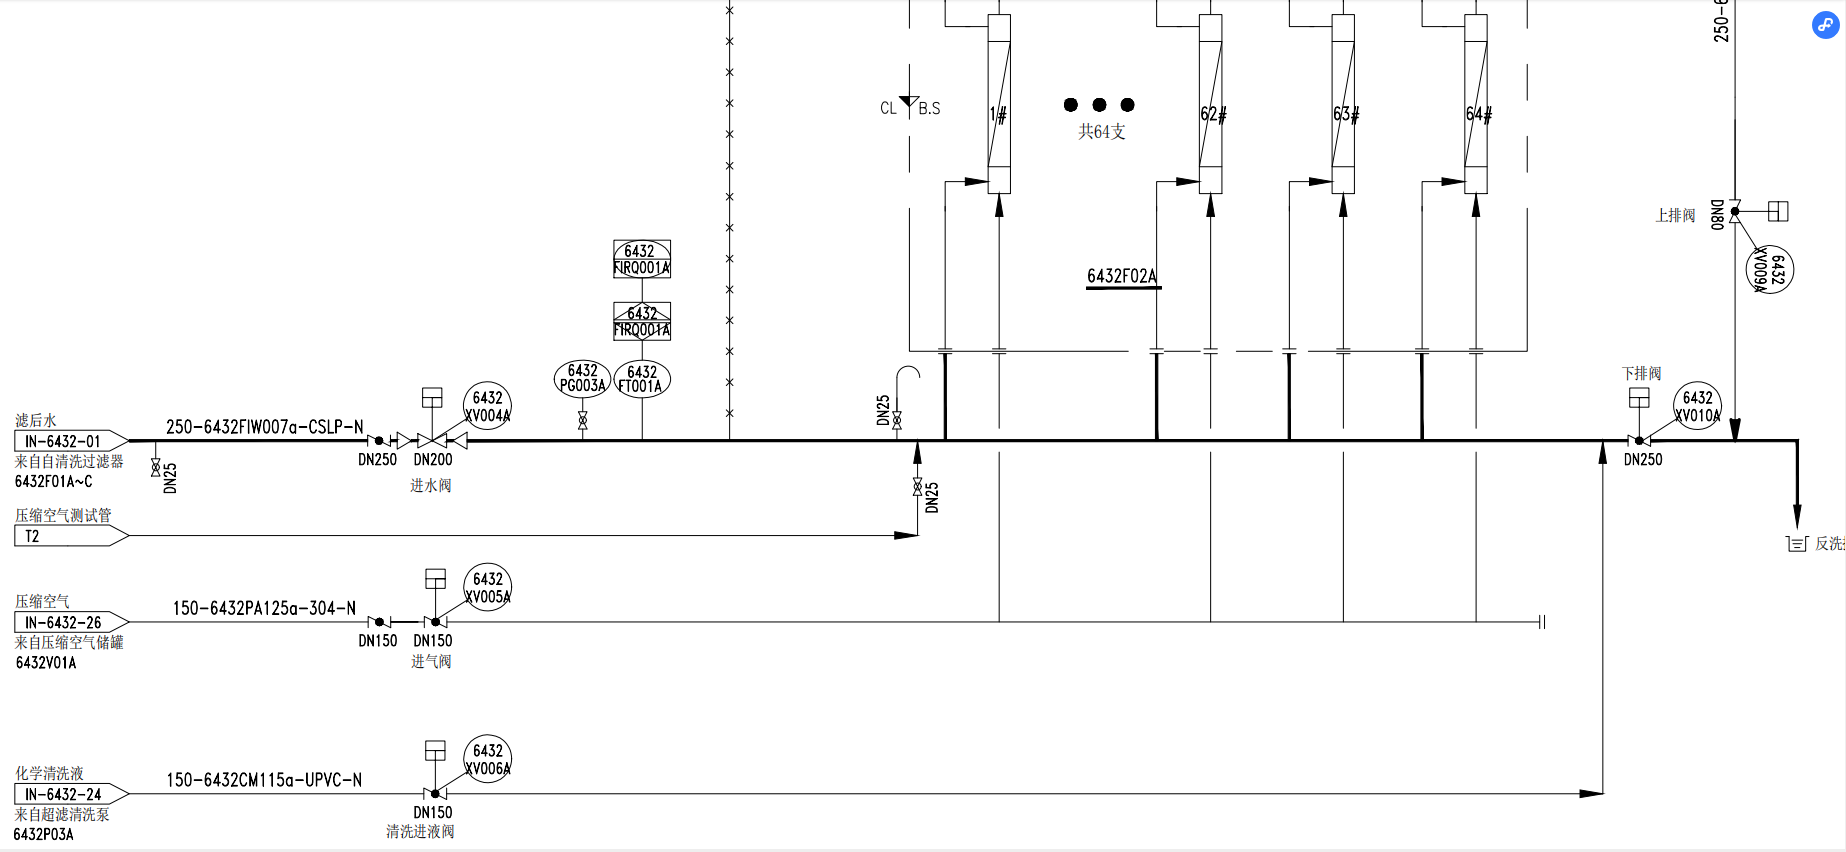 250-6
CL
B.S
1#
62#
63#
64#
共64支
6432F02A
上排阀
DN80
6432
XV009A
6432
FIRQ001A
6432
FIRQ001A
6432
PG003A
6432
FT001A
6432
XV004A
滤后水
IN-6432-01
来自自清洗过滤器
6432F01A~C
250-6432FIW007a-CSLP-N
DN25
DN250
DN200
进水阀
DN25
DN25
下排阀
6432
XV010A
DN250
反洗
压缩空气测试管
T2
压缩空气
IN-6432-26
来自压缩空气储罐
6432V01A
150-6432PA125a-304-N
DN150
DN150
进气阀
6432
XV005A
化学清洗液
IN-6432-24
来自超滤清洗泵
6432P03A
150-6432CM115a-UPVC-N
6432
XV006A
DN150
清洗进液阀